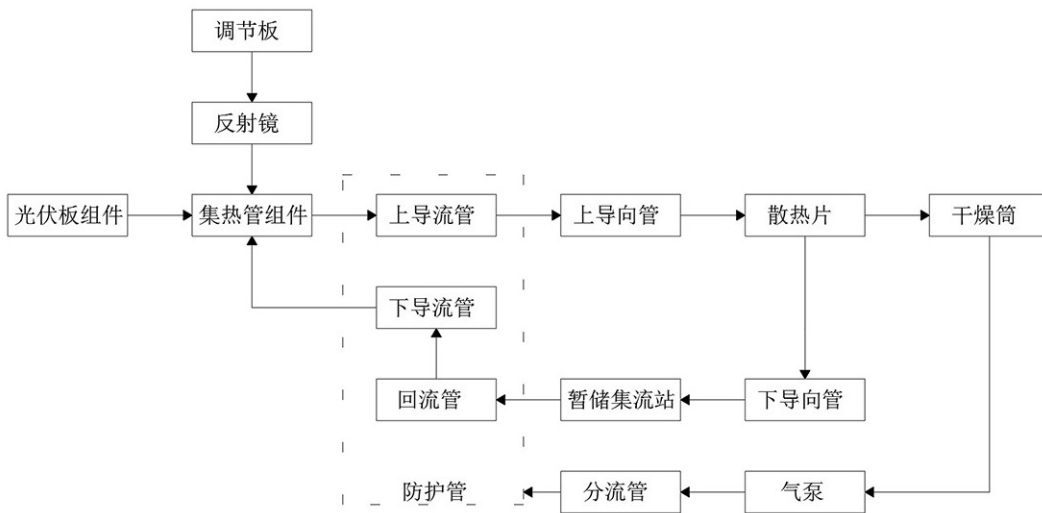 调节板
反射镜
光伏板组件
集热管组件
上导流管
上导向管
散热片
干燥筒
下导流管
回流管
暂储集流站
下导向管
防护管
分流管
气泵